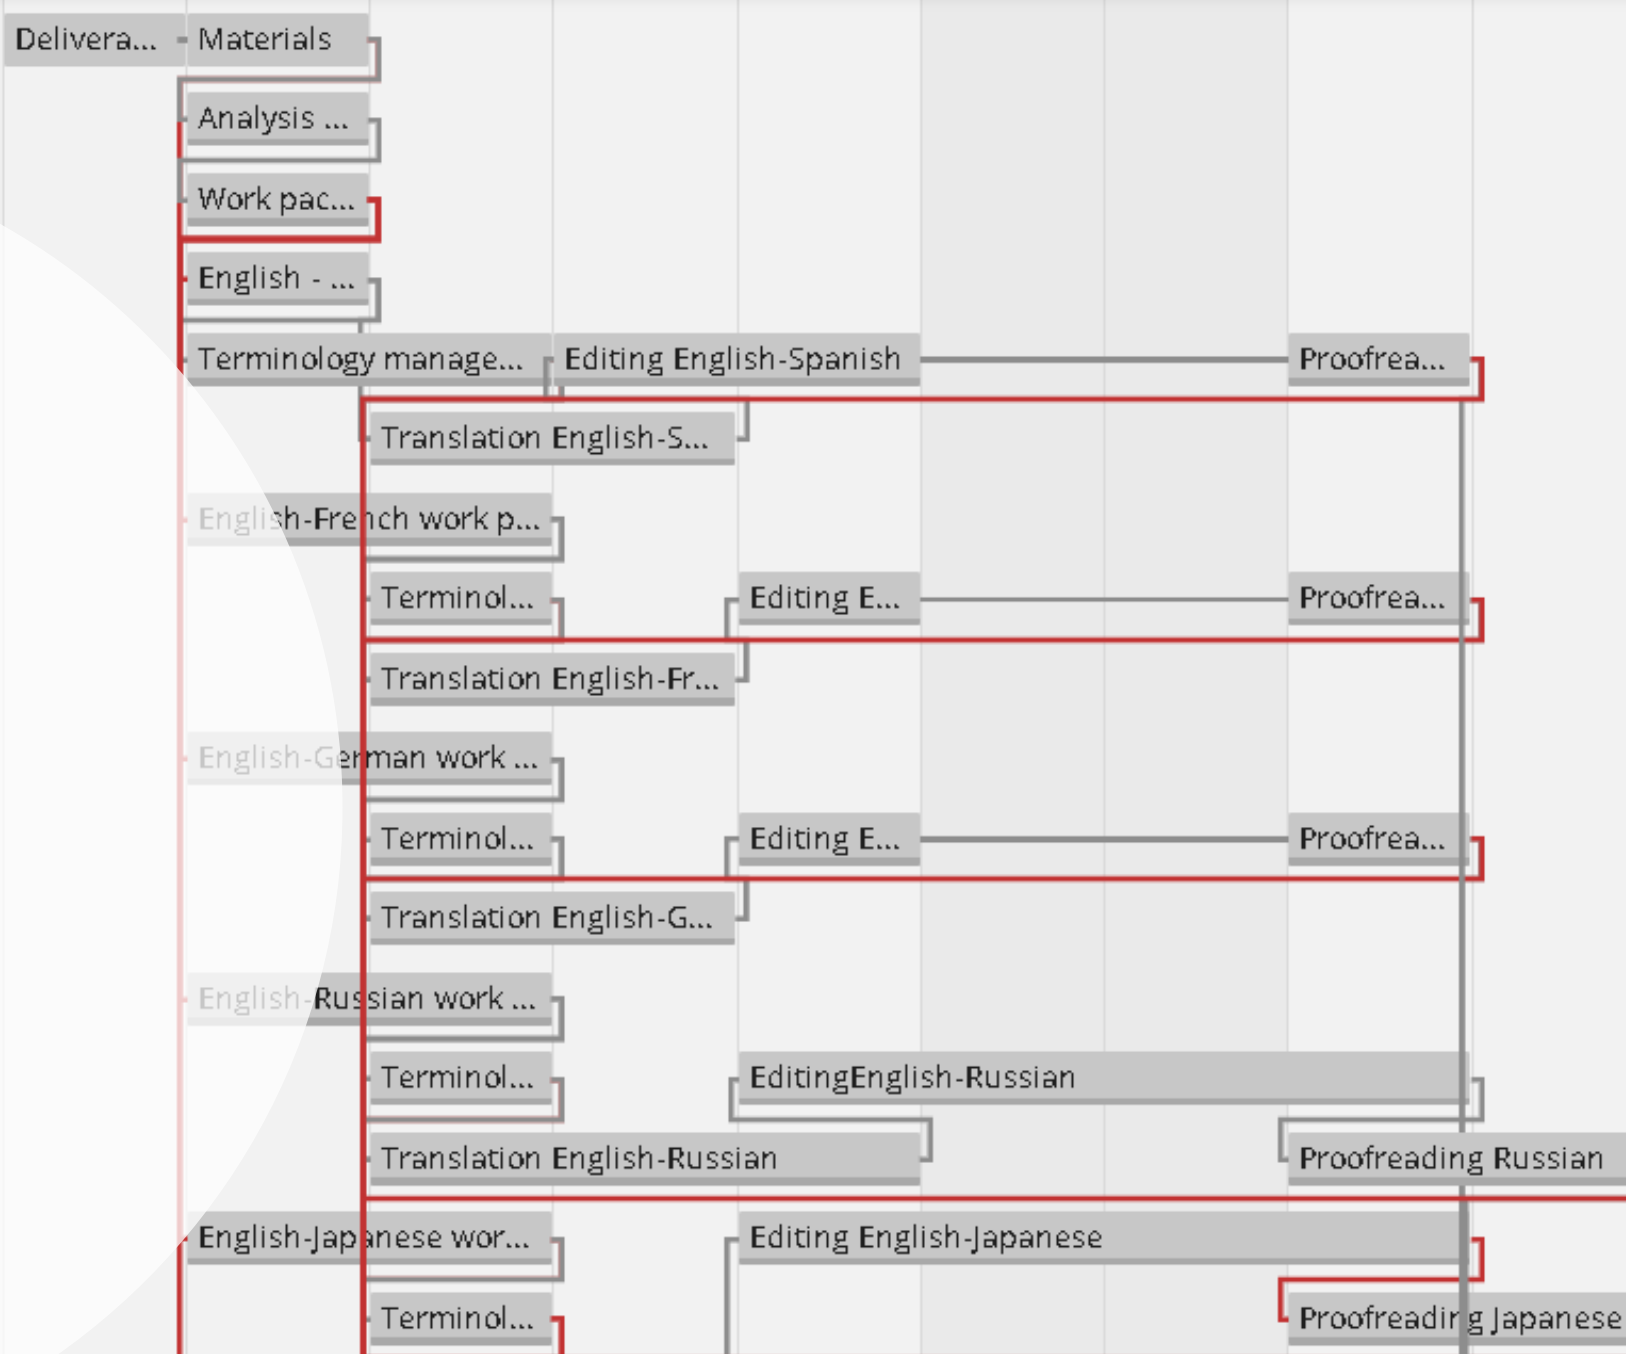 Delivera... Materials
Analysis ...
Work pac...
English - ...
Terminology manage... Editing English-Spanish Proofrea...
Translation English-S...
English-French work p...
Terminol... Editing E... Proofrea...
Translation English-Fr...
English-German work ...
Terminol... Editing E... Proofrea...
Translation English-G...
English-Russian work ...
Terminol... EditingEnglish-Russian
Translation English-Russian Proofreading Russian
English-Japanese wor... Editing English-Japanese
Terminol... Proofreading Japanese